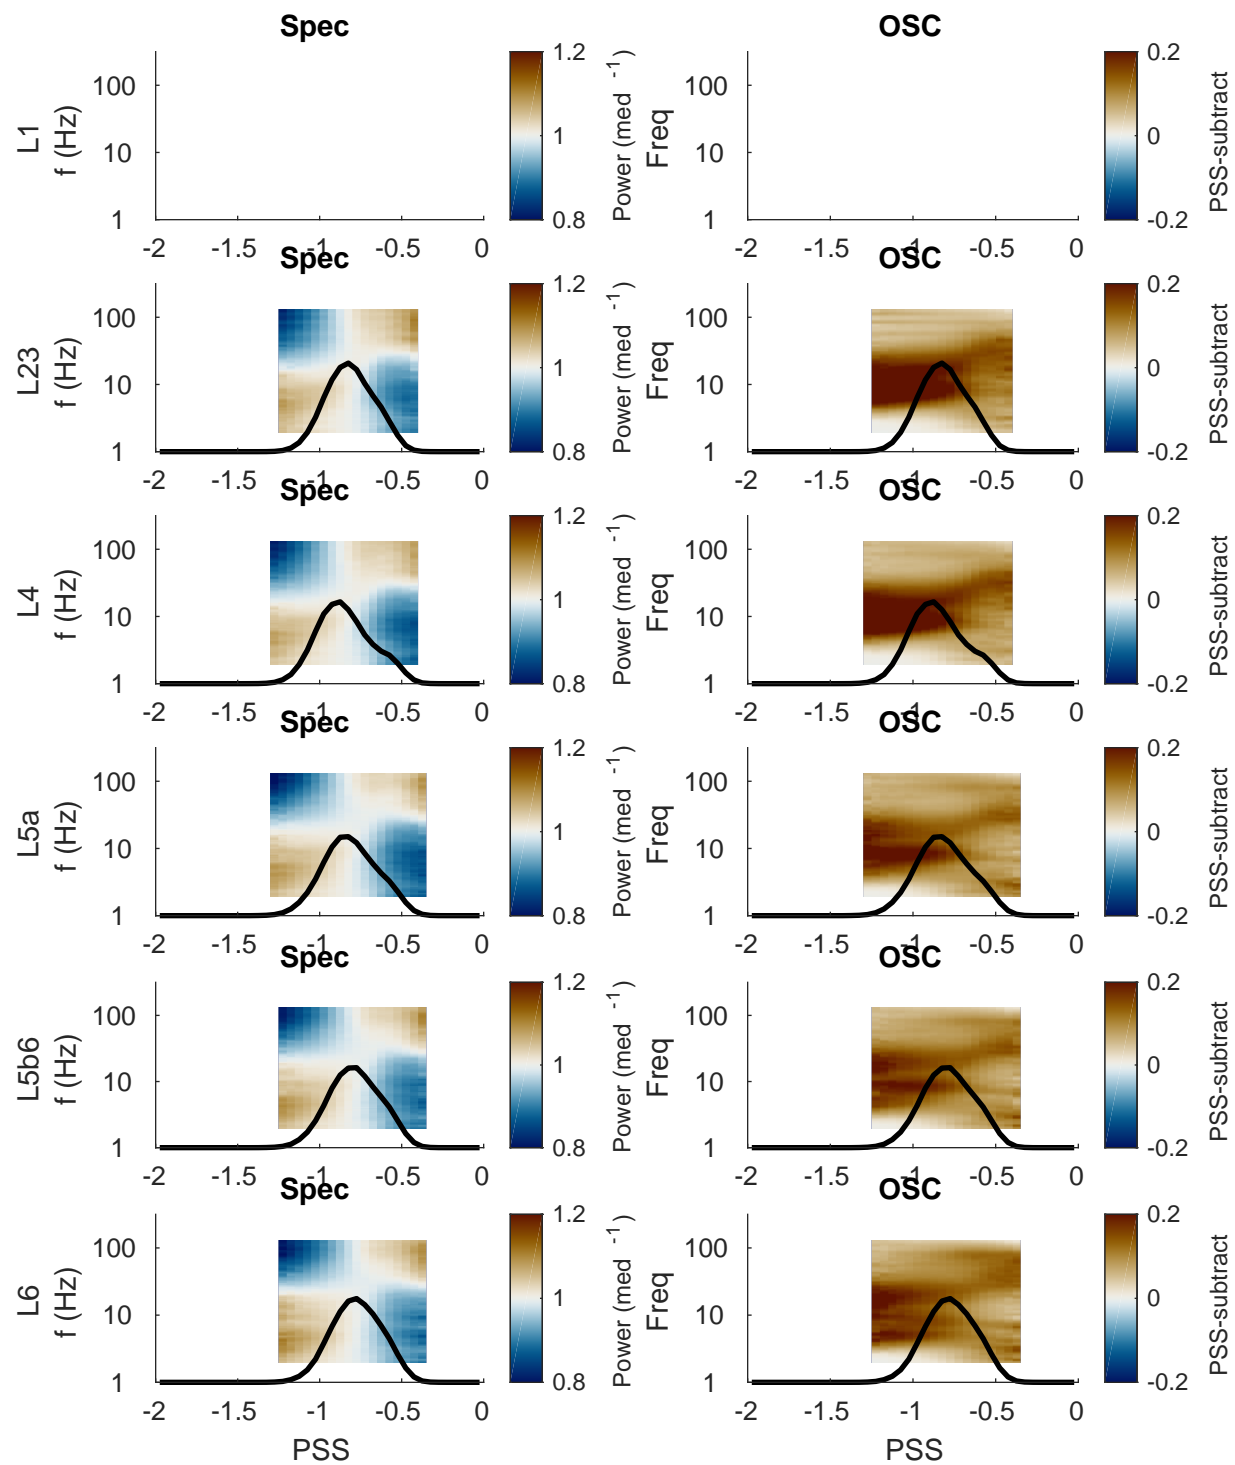 Spec OSC
L1 f (Hz) 100 10 1 -2 -1.5 -1 -0.5 0 1.2 1 0.8 Power (med -1) Freq 100 10 1 -2 -1.5 -1 -0.5 0 0.2 0 -0.2 PSS-subtract
Spec OSC
L23 f (Hz) 100 10 1 -2 -1.5 -1 -0.5 0 1.2 1 0.8 Power (med -1) Freq 100 10 1 -2 -1.5 -1 -0.5 0 0.2 0 -0.2 PSS-subtract
Spec OSC
L4 f (Hz) 100 10 1 -2 -1.5 -1 -0.5 0 1.2 1 0.8 Power (med -1) Freq 100 10 1 -2 -1.5 -1 -0.5 0 0.2 0 -0.2 PSS-subtract
Spec OSC
L5a f (Hz) 100 10 1 -2 -1.5 -1 -0.5 0 1.2 1 0.8 Power (med -1) Freq 100 10 1 -2 -1.5 -1 -0.5 0 0.2 0 -0.2 PSS-subtract
Spec OSC
L5b6 f (Hz) 100 10 1 -2 -1.5 -1 -0.5 0 1.2 1 0.8 Power (med -1) Freq 100 10 1 -2 -1.5 -1 -0.5 0 0.2 0 -0.2 PSS-subtract
Spec OSC
L6 f (Hz) 100 10 1 -2 -1.5 -1 -0.5 0 1.2 1 0.8 Power (med -1) Freq 100 10 1 -2 -1.5 -1 -0.5 0 0.2 0 -0.2 PSS-subtract
PSS PSS